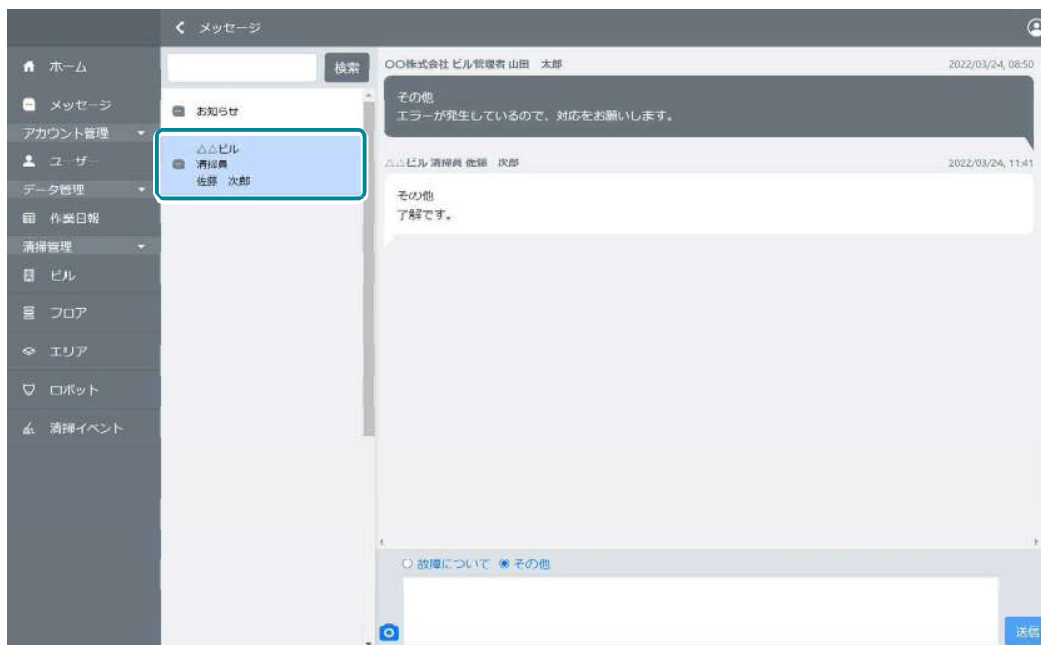 メッセージ
ホーム
メッセージ
アカウント管理
ユーザー
データ管理
作業日報
清掃管理
ビル
フロア
エリア
ロボット
清掃イベント
検索
お知らせ
△△ビル
清掃員
佐藤 次郎
〇〇株式会社 ビル管理者 山田 太郎 2022/03/24, 08:50
その他
エラーが発生しているので、対応をお願いします。
△△ビル 清掃員 佐藤 次郎 2022/03/24, 11:41
その他
了解です。
故障について その他
送信